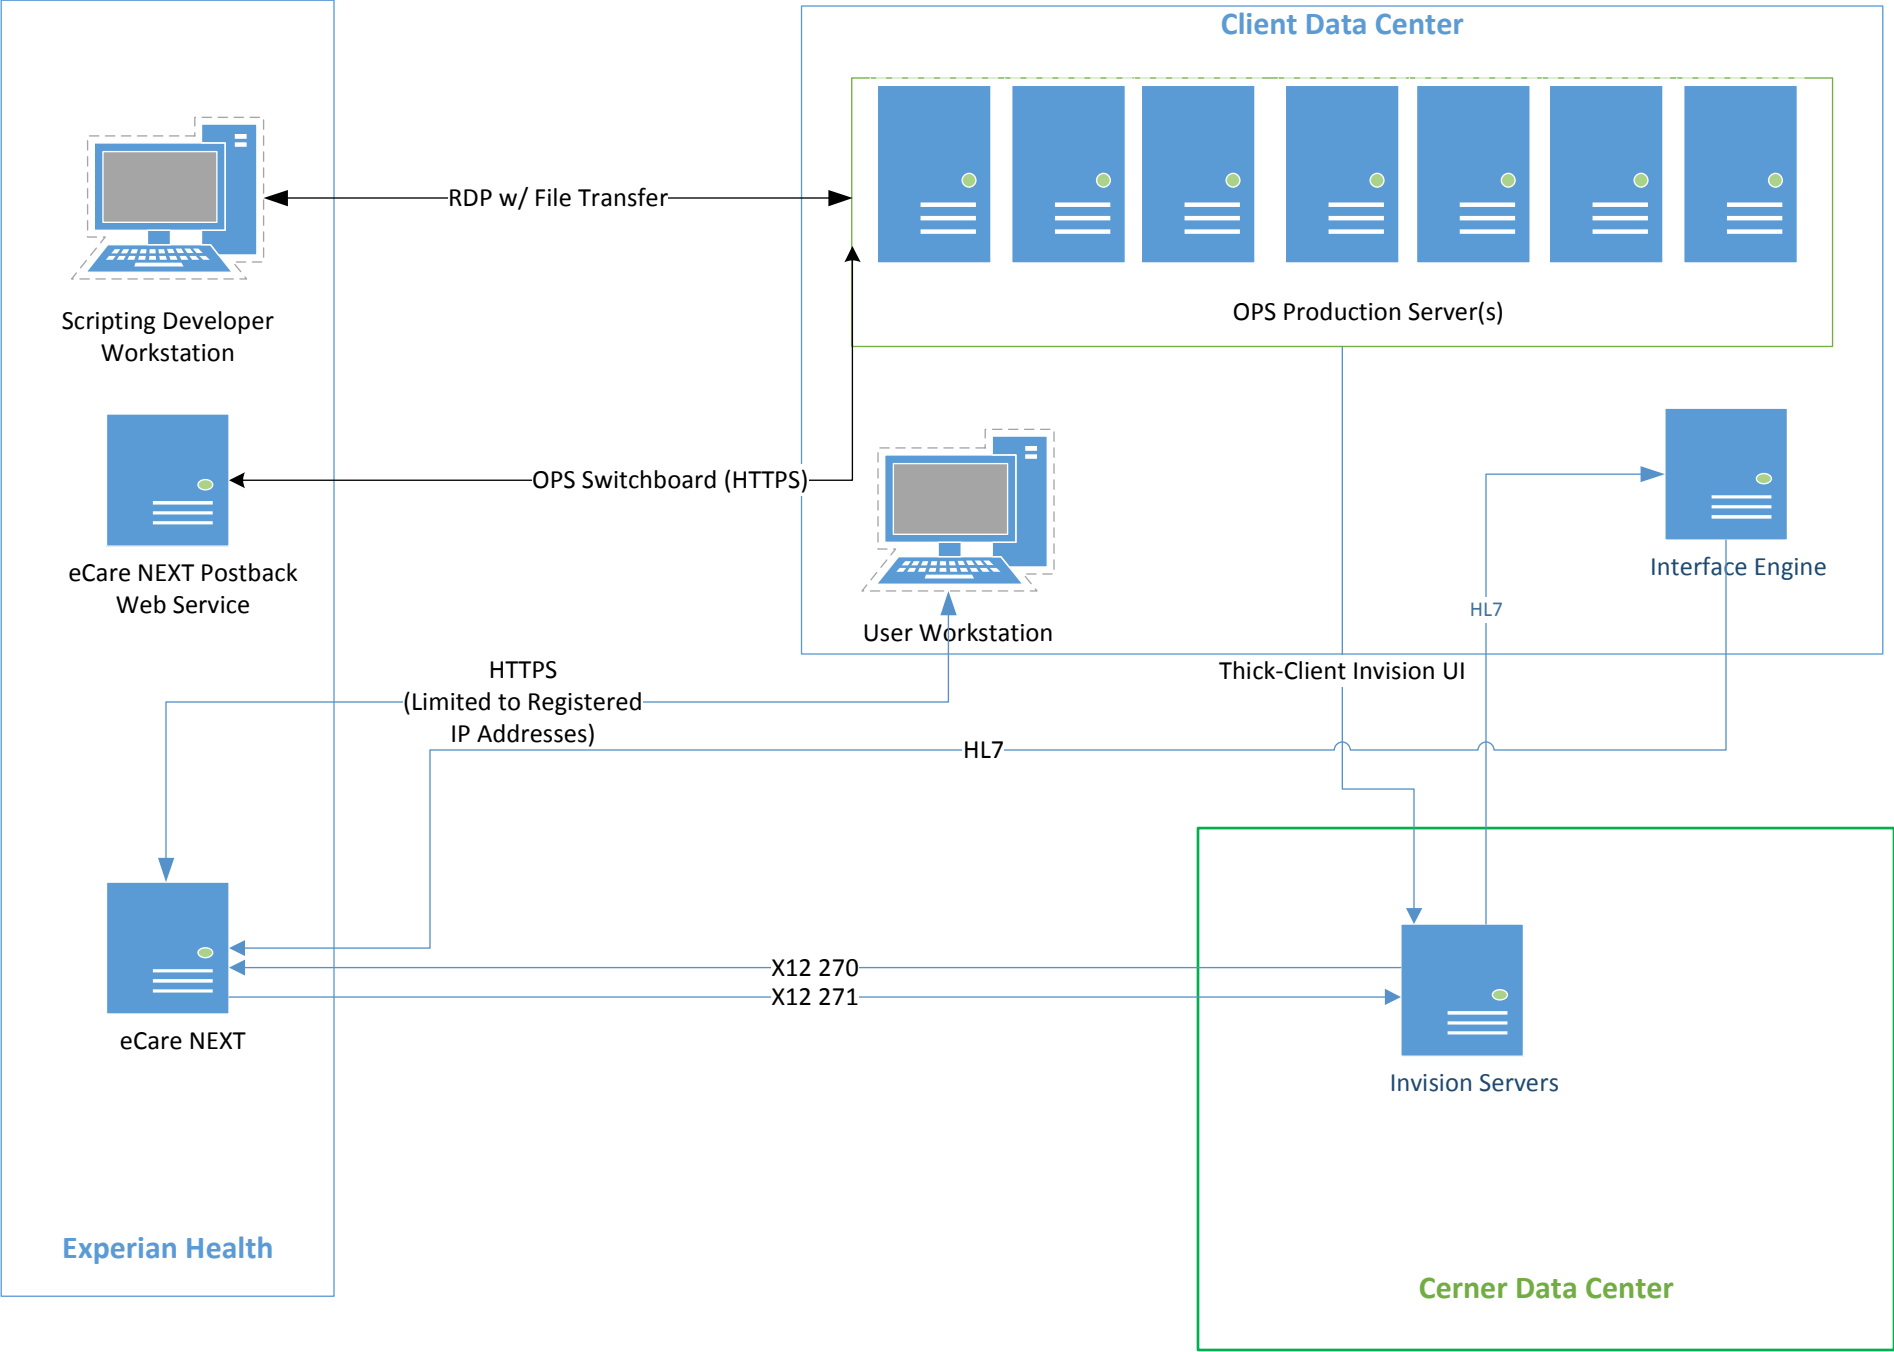 Client Data Center
RDP w/ File Transfer
OPS Production Server(s)
Scripting Developer
Workstation
OPS Switchboard (HTTPS)
eCare NEXT Postback
Web Service
Interface Engine
HL7
User Workstation
HTTPS
(Limited to Registered
IP Addresses)
Thick-Client Invision UI
HL7
X12 270
X12 271
eCare NEXT
Invision Servers
Experian Health
Cerner Data Center